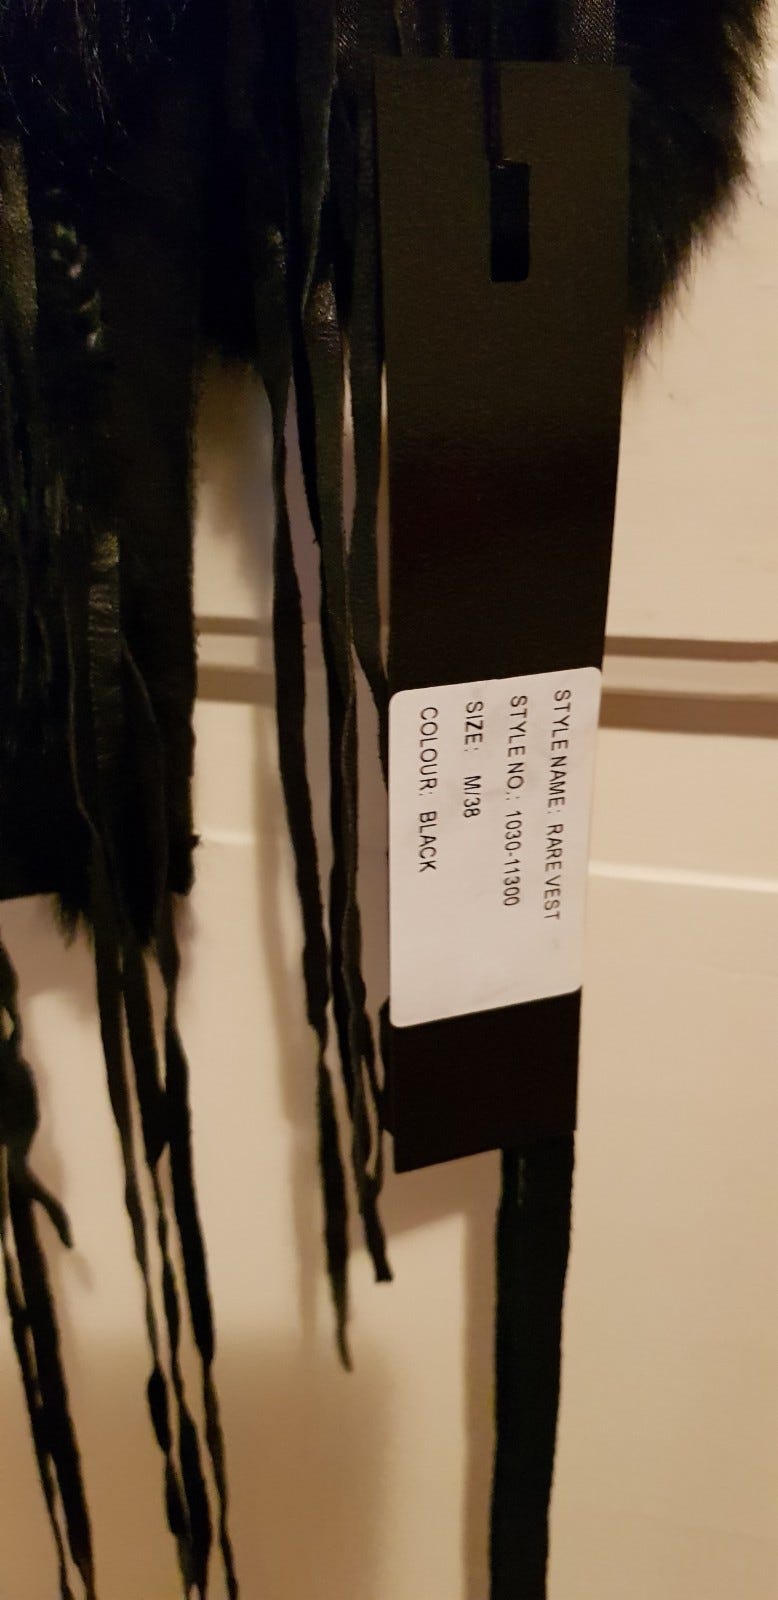 STYLE NAME: RARE VEST
STYLE NO.: 1030-11300
SIZE: M/38
COLOUR: BLACK